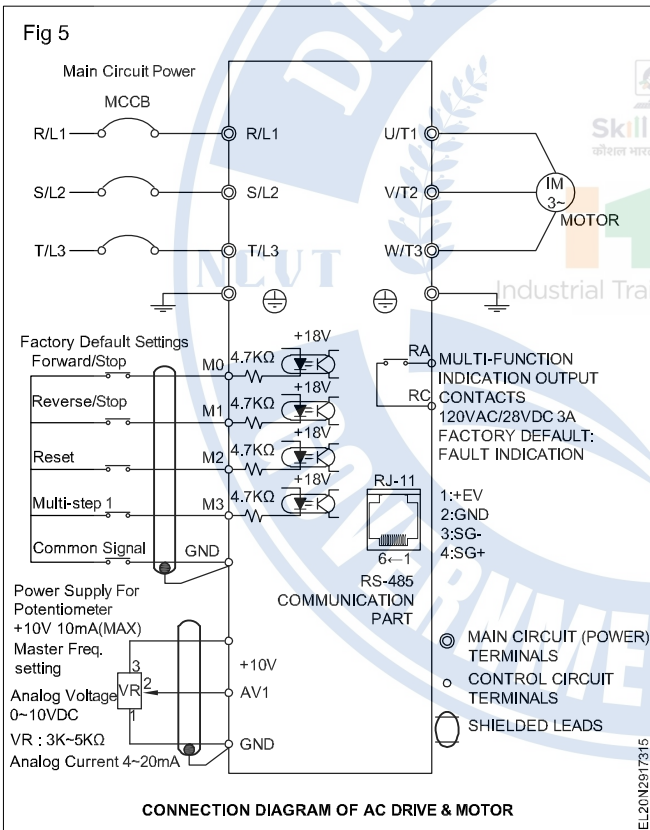 Fig 5
Main Circuit Power
MCCB
R/L1
R/L1
U/T1
S/L2
S/L2
V/T2
IM
3~
MOTOR
T/L3
T/L3
W/T3
NCVT
Skill
कौशल भारत
Industrial Tra
Factory Default Settings
Forward/Stop
M0
4.7KΩ
+18V
Reverse/Stop
M1
4.7KΩ
+18V
Reset
M2
4.7KΩ
+18V
Multi-step 1
M3
4.7KΩ
+18V
Common Signal
GND
RA
RC
MULTI-FUNCTION
INDICATION OUTPUT
CONTACTS
120VAC/28VDC 3A
FACTORY DEFAULT:
FAULT INDICATION
RJ-11
6←1
1:+EV
2:GND
3:SG-
4:SG+
RS-485
COMMUNICATION
PART
Power Supply For
Potentiometer
+10V 10mA(MAX)
Master Freq.
setting
3
VR
2
1
Analog Voltage
0~10VDC
VR : 3K~5KΩ
Analog Current 4~20mA
+10V
AV1
GND
MAIN CIRCUIT (POWER)
TERMINALS
CONTROL CIRCUIT
TERMINALS
SHIELDED LEADS
CONNECTION DIAGRAM OF AC DRIVE & MOTOR
EL20N2917315